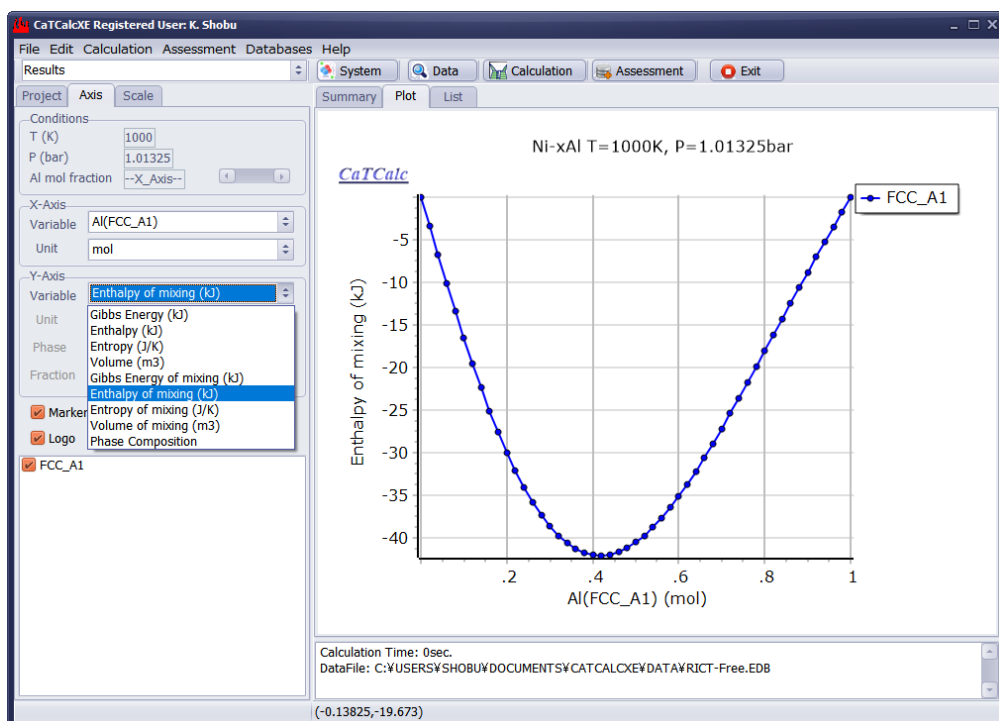 CaTCalcXE Registered User: K. Shobu
File Edit Calculation Assessment Databases Help
Results
System Data Calculation Assessment Exit
Project Axis Scale
Summary Plot List
Conditions
T (K) 1000
P (bar) 1.01325
Al mol fraction --X_Axis--
X-Axis
Variable Al(FCC_A1)
Unit mol
Y-Axis
Variable Enthalpy of mixing (kJ)
Unit
Phase
Fraction
Gibbs Energy (kJ)
Enthalpy (kJ)
Entropy (J/K)
Volume (m3)
Gibbs Energy of mixing (kJ)
Enthalpy of mixing (kJ)
Entropy of mixing (J/K)
Volume of mixing (m3)
Phase Composition
Marker
Logo
FCC_A1
Ni-xAl T=1000K, P=1.01325bar
CaTCalc
FCC_A1
-5
-10
-15
-20
-25
-30
-35
-40
Enthalpy of mixing (kJ)
.2 .4 .6 .8 1
Al(FCC_A1) (mol)
Calculation Time: 0sec.
DataFile: C:¥USERS¥SHOBU¥DOCUMENTS¥CATCALCXE¥DATA¥RICT-Free.EDB
(-0.13825,-19.673)